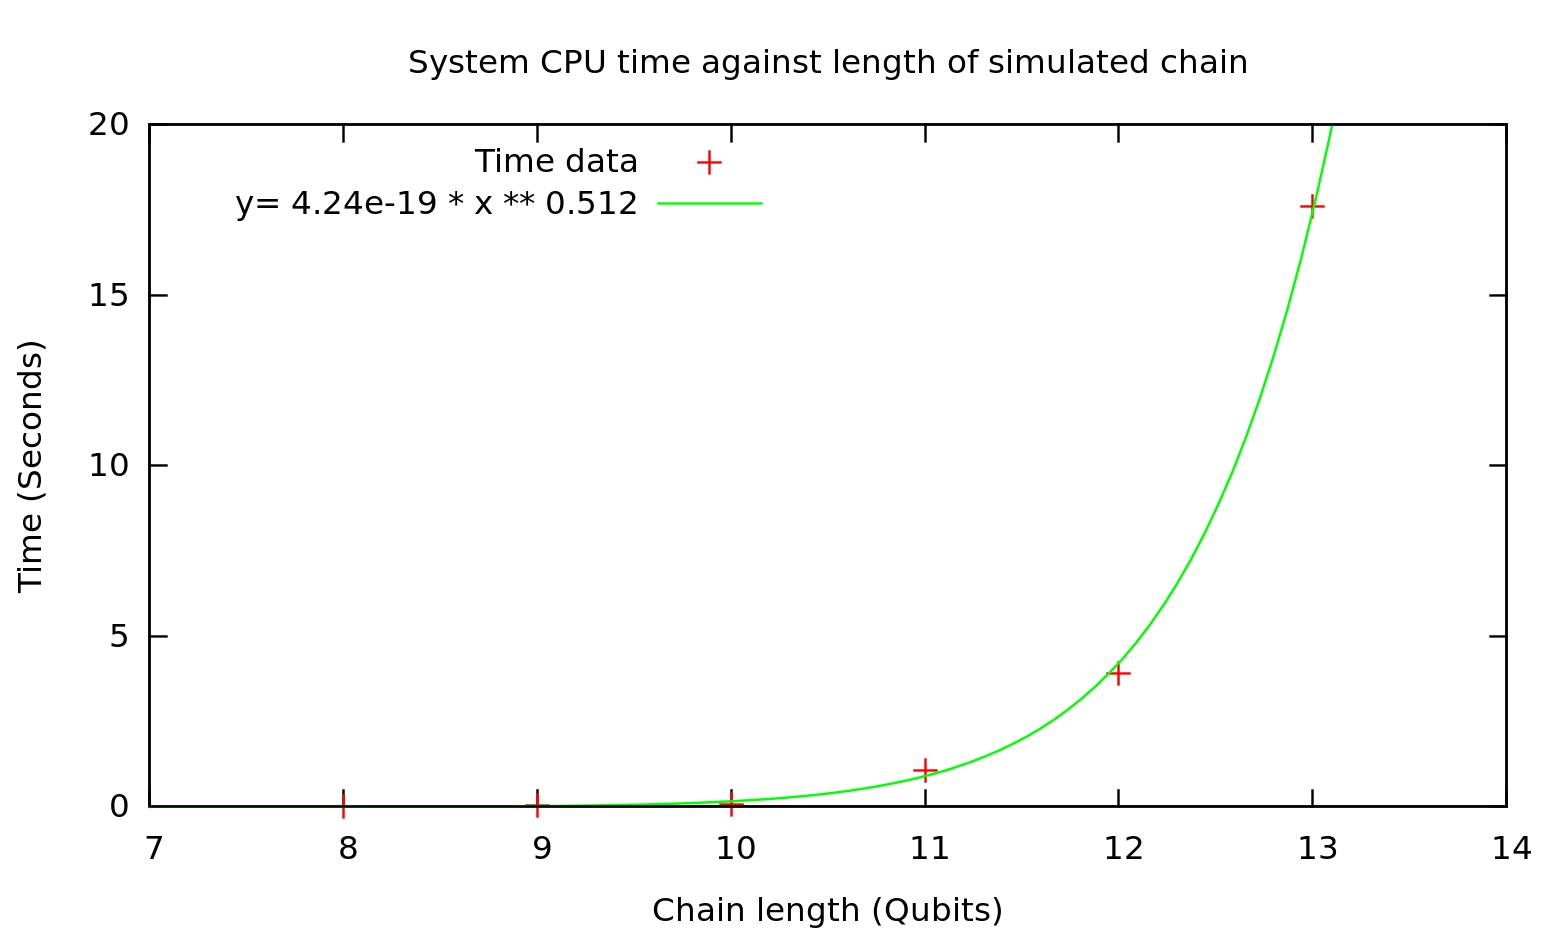 System CPU time against length of simulated chain
20
15
10
5
0
Time data
y= 4.24e-19 * x ** 0.512
Time (Seconds)
7 8 9 10 11 12 13 14
Chain length (Qubits)